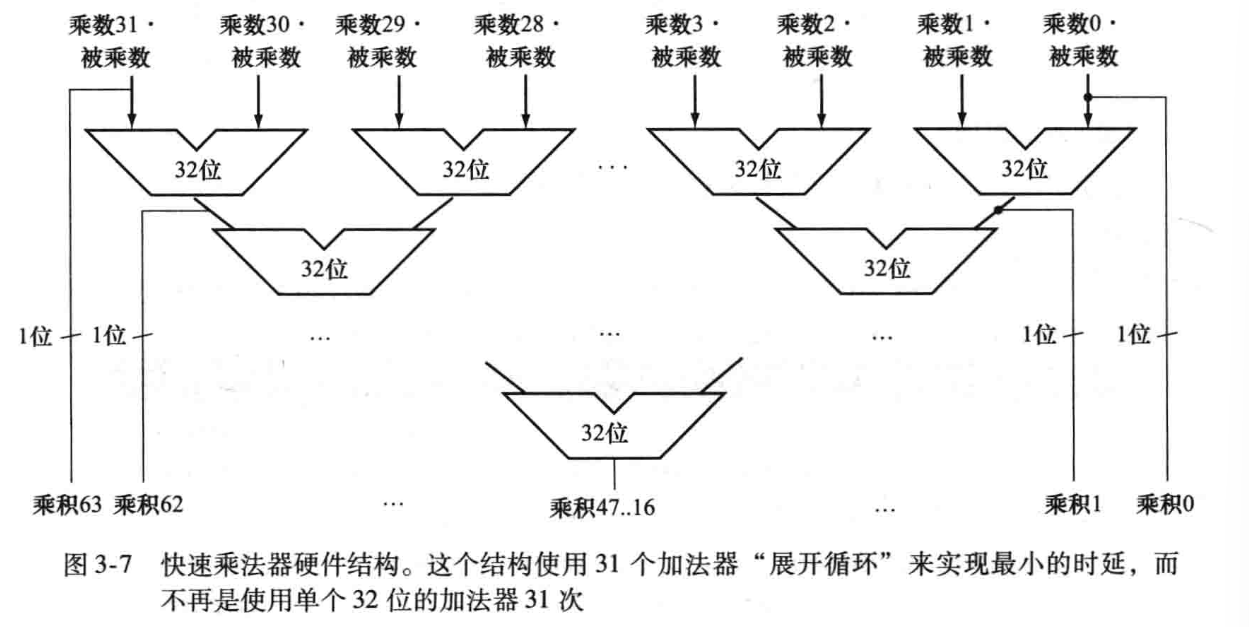 乘数31· 乘数30· 乘数29· 乘数28· 乘数3· 乘数2· 乘数1· 乘数0·
被乘数 被乘数 被乘数 被乘数 被乘数 被乘数 被乘数 被乘数
32位 32位 ... 32位 32位
32位 32位
1位 1位 ... ... ... 1位 1位
32位
乘积63 乘积62 ... 乘积47..16 ... 乘积1 乘积0
图 3-7 快速乘法器硬件结构。这个结构使用 31 个加法器“展开循环”来实现最小的时延，而
不再是使用单个 32 位的加法器 31 次